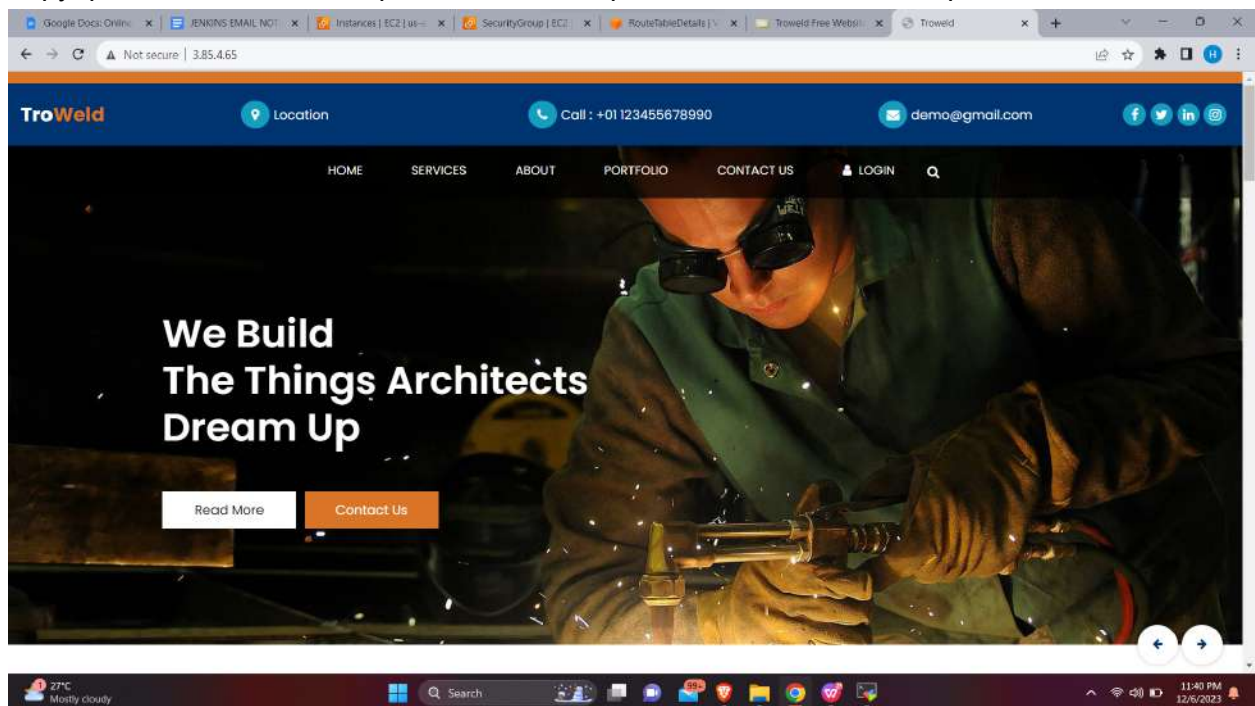 Google Docs: Onlin
JENKINS EMAIL NOT
Instances | EC2 | us-
SecurityGroup | EC2
RouteTableDetails | V
Troweld Free Websit
Troweld
Not secure | 3.85.4.65
H
TroWeld
Location
Call : +01 123455678990
demo@gmail.com
HOME SERVICES ABOUT PORTFOLIO CONTACT US LOGIN
We Build
The Things Architects
Dream Up
Read More
Contact Us
1
27°C
Mostly cloudy
Search
99+
11:40 PM
12/6/2023